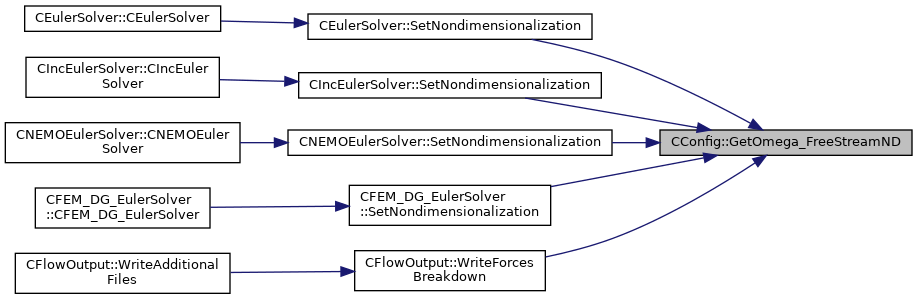 CEulerSolver::CEulerSolver
CEulerSolver::SetNondimensionalization
CIncEulerSolver::CIncEuler
Solver
CIncEulerSolver::SetNondimensionalization
CNEMOEulerSolver::CNEMOEuler
Solver
CNEMOEulerSolver::SetNondimensionalization
CConfig::GetOmega_FreeStreamND
CFEM_DG_EulerSolver
::CFEM_DG_EulerSolver
CFEM_DG_EulerSolver
::SetNondimensionalization
CFlowOutput::WriteAdditional
Files
CFlowOutput::WriteForces
Breakdown